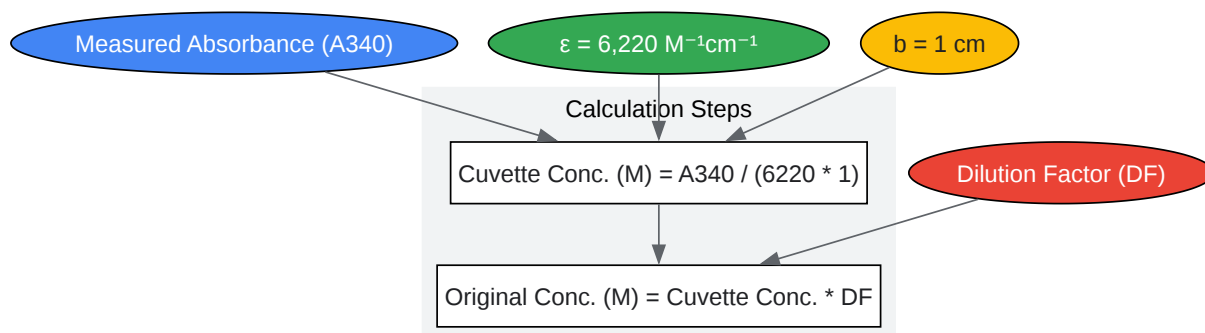 Measured Absorbance (A340)
ε = 6,220 M⁻¹cm⁻¹
b = 1 cm
Calculation Steps
Cuvette Conc. (M) = A340 / (6220 * 1)
Dilution Factor (DF)
Original Conc. (M) = Cuvette Conc. * DF